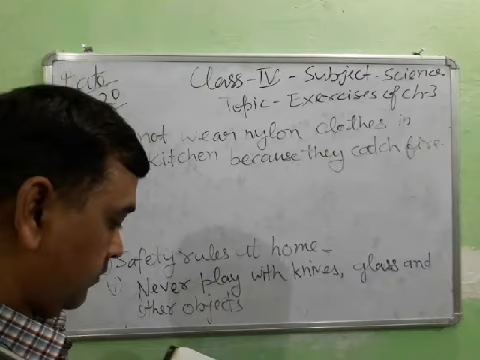 Class-IV - Subject-Science
20
Topic-Exercises of ch-3
not wear nylon clothes in
kitchen because they catch fire.
Safety rules at home-
i) Never play with knives, glass and
other objects